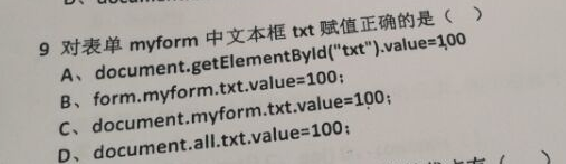 9 对表单 myform 中文本框 txt 赋值正确的是（ ）
A、document.getElementById("txt").value=100
B、form.myform.txt.value=100;
C、document.myform.txt.value=100;
D、document.all.txt.value=100;